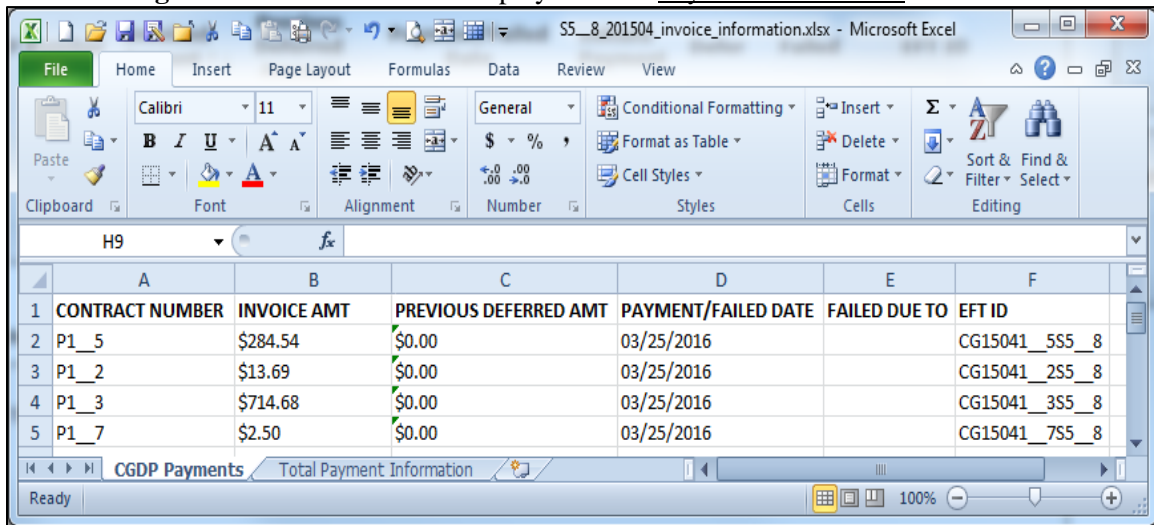 S5__8_201504_invoice_information.xlsx - Microsoft Excel
File Home Insert Page Layout Formulas Data Review View
Calibri 11 General Conditional Formatting Insert Σ
B I U A A $ % , Format as Table Delete
Paste A .00 .00 Cell Styles Format Sort & Filter Find & Select
Clipboard Font Alignment Number Styles Cells Editing
H9 fx
A B C D E F
1 CONTRACT NUMBER INVOICE AMT PREVIOUS DEFERRED AMT PAYMENT/FAILED DATE FAILED DUE TO EFT ID
2 P1__5 $284.54 $0.00 03/25/2016 CG15041__5S5__8
3 P1__2 $13.69 $0.00 03/25/2016 CG15041__2S5__8
4 P1__3 $714.68 $0.00 03/25/2016 CG15041__3S5__8
5 P1__7 $2.50 $0.00 03/25/2016 CG15041__7S5__8
CGDP Payments Total Payment Information
Ready 100%